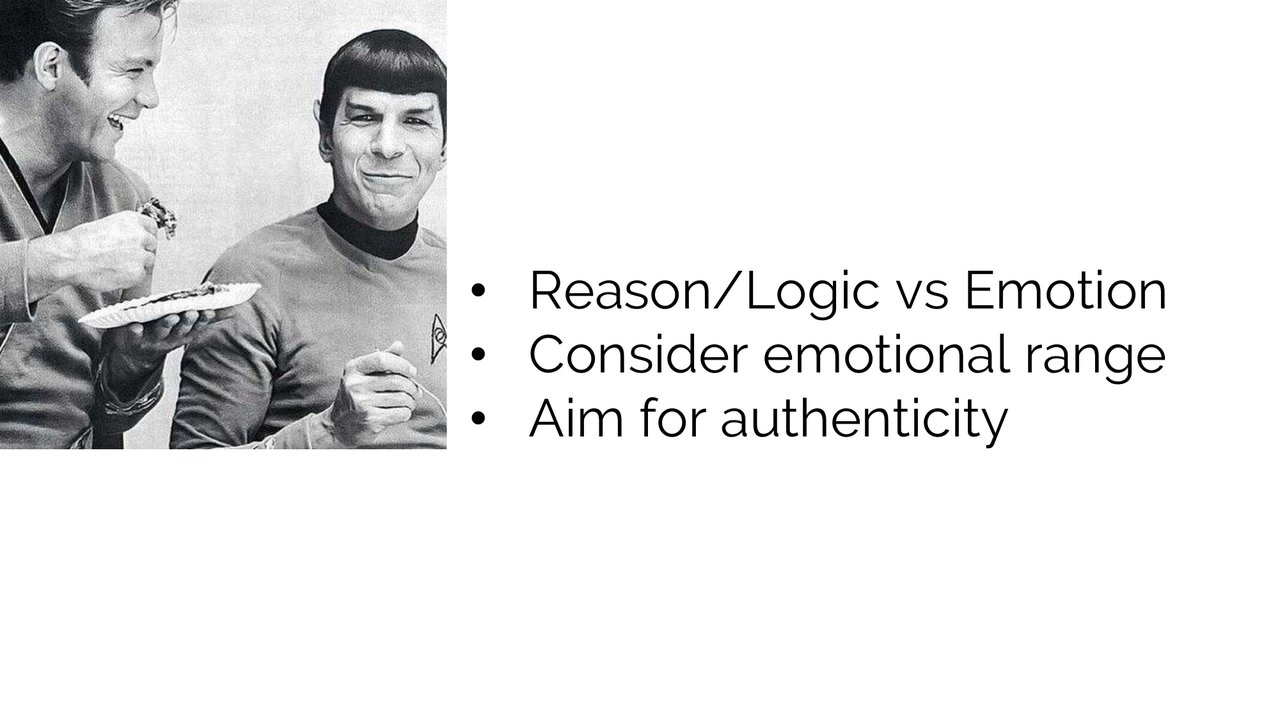 • Reason/Logic vs Emotion
• Consider emotional range
• Aim for authenticity